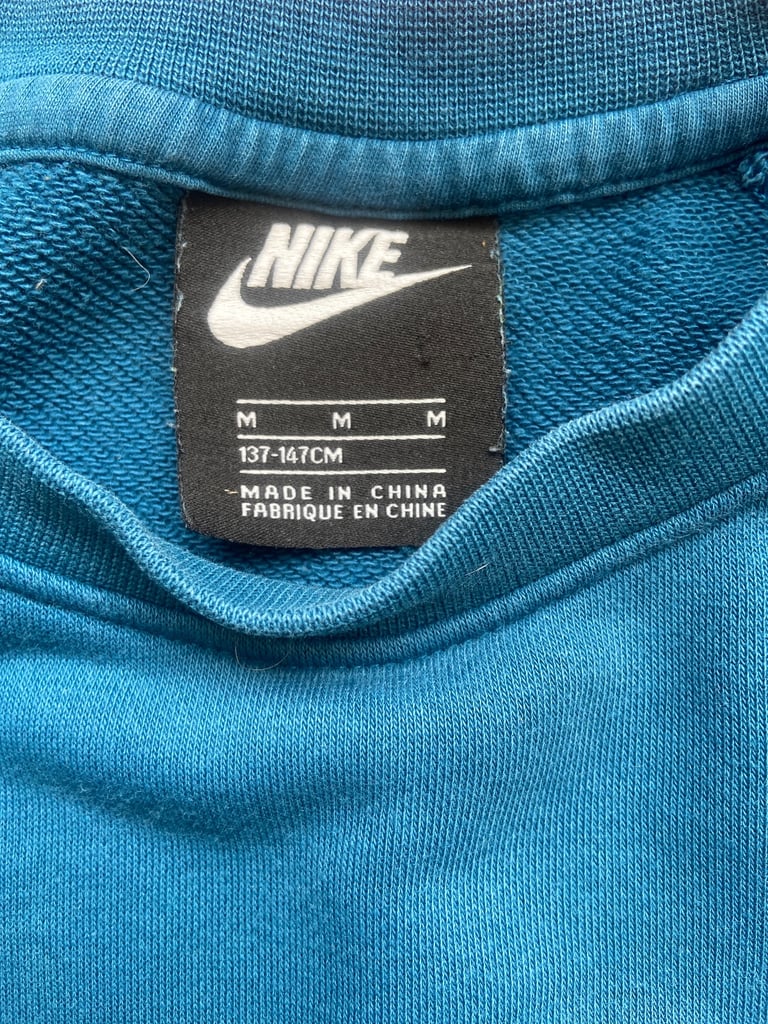 NIKE
M M M
137-147CM
MADE IN CHINA
FABRIQUE EN CHINE